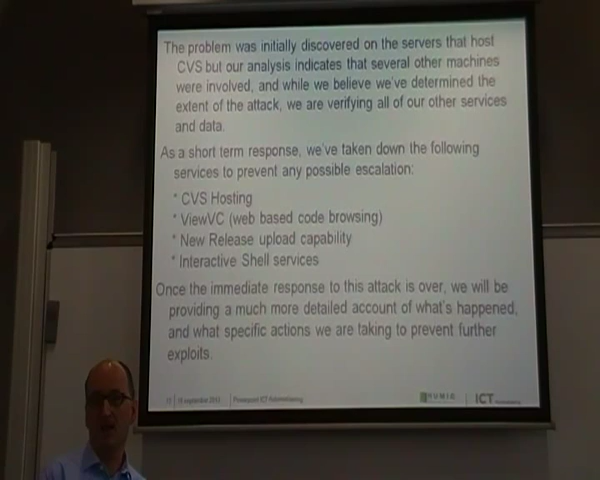 The problem was initially discovered on the servers that host
CVS but our analysis indicates that several other machines
were involved, and while we believe we've determined the
extent of the attack, we are verifying all of our other services
and data.
As a short term response, we've taken down the following
services to prevent any possible escalation:
* CVS Hosting
* ViewVC (web based code browsing)
* New Release upload capability
* Interactive Shell services
Once the immediate response to this attack is over, we will be
providing a much more detailed account of what's happened,
and what specific actions we are taking to prevent further
exploits.
september ICT
ICT